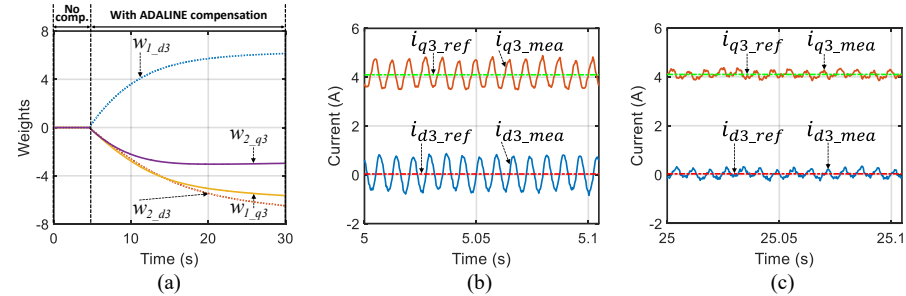 No comp.
With ADALINE compensation
8
4
0
-4
-8
Weights
w1_d3
w2_q3
w2_d3
w1_q3
0
10
20
30
Time (s)
(a)
6
4
2
0
-2
Current (A)
iq3_ref
iq3_mea
id3_ref
id3_mea
5
5.05
5.1
Time (s)
(b)
6
4
2
0
-2
Current (A)
iq3_ref
iq3_mea
id3_ref
id3_mea
25
25.05
25.1
Time (s)
(c)